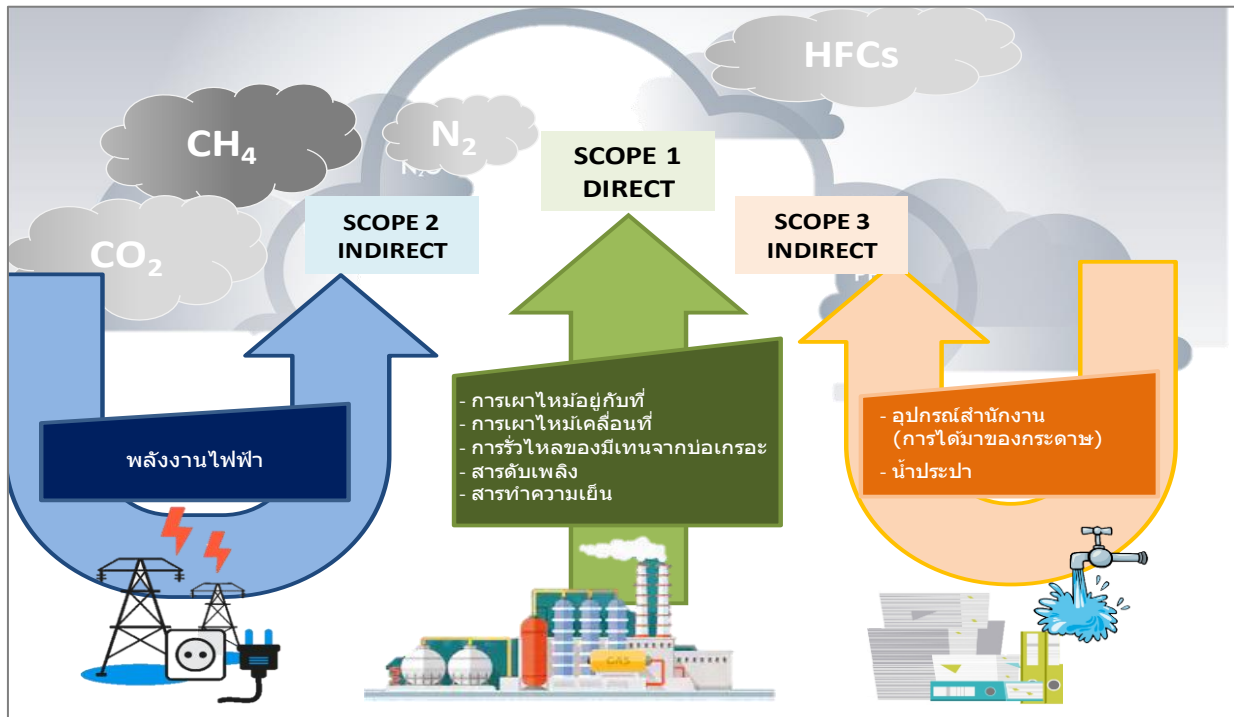 HFCs
CH₄
N₂
CO₂
SCOPE 1
DIRECT
SCOPE 2
INDIRECT
SCOPE 3
INDIRECT
พลังงานไฟฟ้า
- การเผาไหม้อยู่กับที่
- การเผาไหม้เคลื่อนที่
- การรั่วไหลของมีเทนจากบ่อเกรอะ
- สารดับเพลิง
- สารทำความเย็น
- อุปกรณ์สำนักงาน
(การได้มาของกระดาษ)
- น้ำประปา
GAS